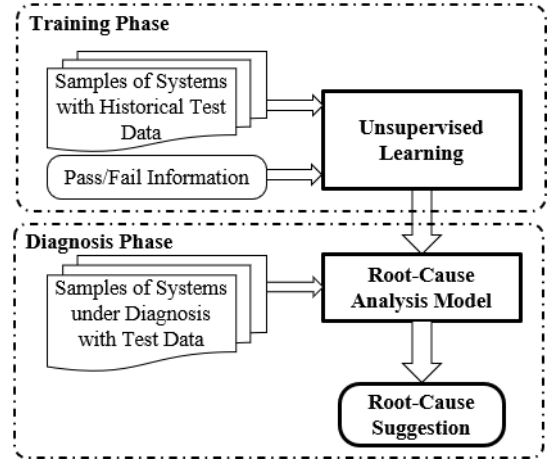 Training Phase
Samples of Systems
with Historical Test
Data
Pass/Fail Information
Unsupervised
Learning
Diagnosis Phase
Samples of Systems
under Diagnosis
with Test Data
Root-Cause
Analysis Model
Root-Cause
Suggestion